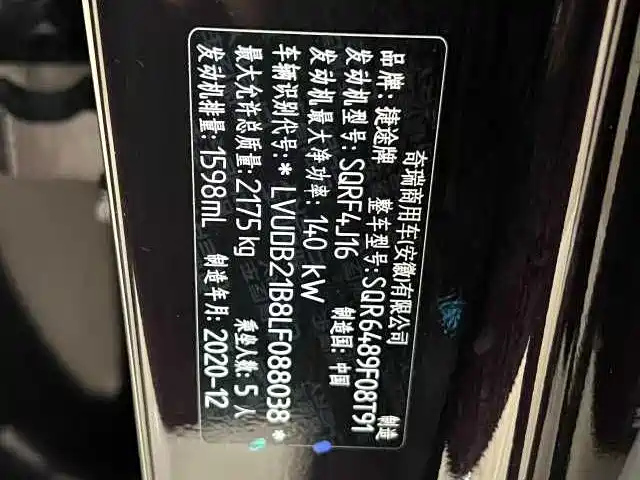 奇瑞商用车(安徽)有限公司 制造
品牌:捷途牌 整车型号:SQR6489F08T91
发动机型号:SQRF4J16 制造国:中国
发动机最大净功率:140 kW
车辆识别代号:*LVUDB21B8LF088038*
最大允许总质量:2175kg 乘坐人数:5人
发动机排量:1598mL 制造年月:2020-12